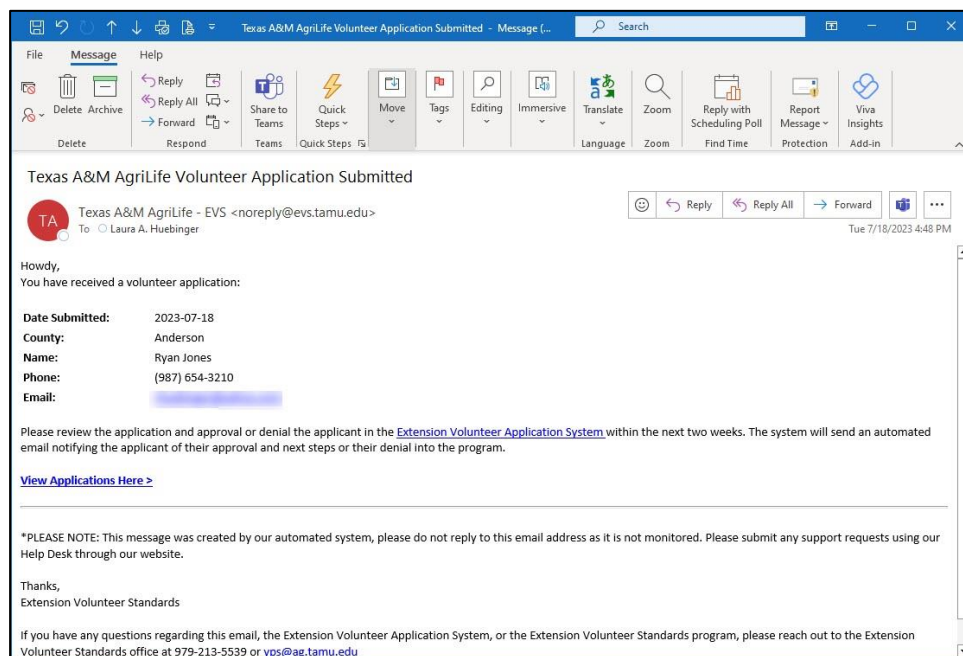 Texas A&M AgriLife Volunteer Application Submitted - Message (...
Search
File Message Help
Delete Archive
Reply
Reply All
Forward
Share to
Teams
Quick
Steps
Move
Tags
Editing
Immersive
Translate
Zoom
Reply with
Scheduling Poll
Report
Message
Viva
Insights
Delete Respond Teams Quick Steps Language Zoom Find Time Protection Add-in
Texas A&M AgriLife Volunteer Application Submitted
TA
Texas A&M AgriLife - EVS <noreply@evs.tamu.edu>
To Laura A. Huebinger
Reply Reply All Forward
Tue 7/18/2023 4:48 PM
Howdy,
You have received a volunteer application:
Date Submitted: 2023-07-18
County: Anderson
Name: Ryan Jones
Phone: (987) 654-3210
Email:
Please review the application and approval or denial the applicant in the Extension Volunteer Application System within the next two weeks. The system will send an automated
email notifying the applicant of their approval and next steps or their denial into the program.
View Applications Here >
*PLEASE NOTE: This message was created by our automated system, please do not reply to this email address as it is not monitored. Please submit any support requests using our
Help Desk through our website.
Thanks,
Extension Volunteer Standards
If you have any questions regarding this email, the Extension Volunteer Application System, or the Extension Volunteer Standards program, please reach out to the Extension
Volunteer Standards office at 979-213-5539 or vps@ag.tamu.edu